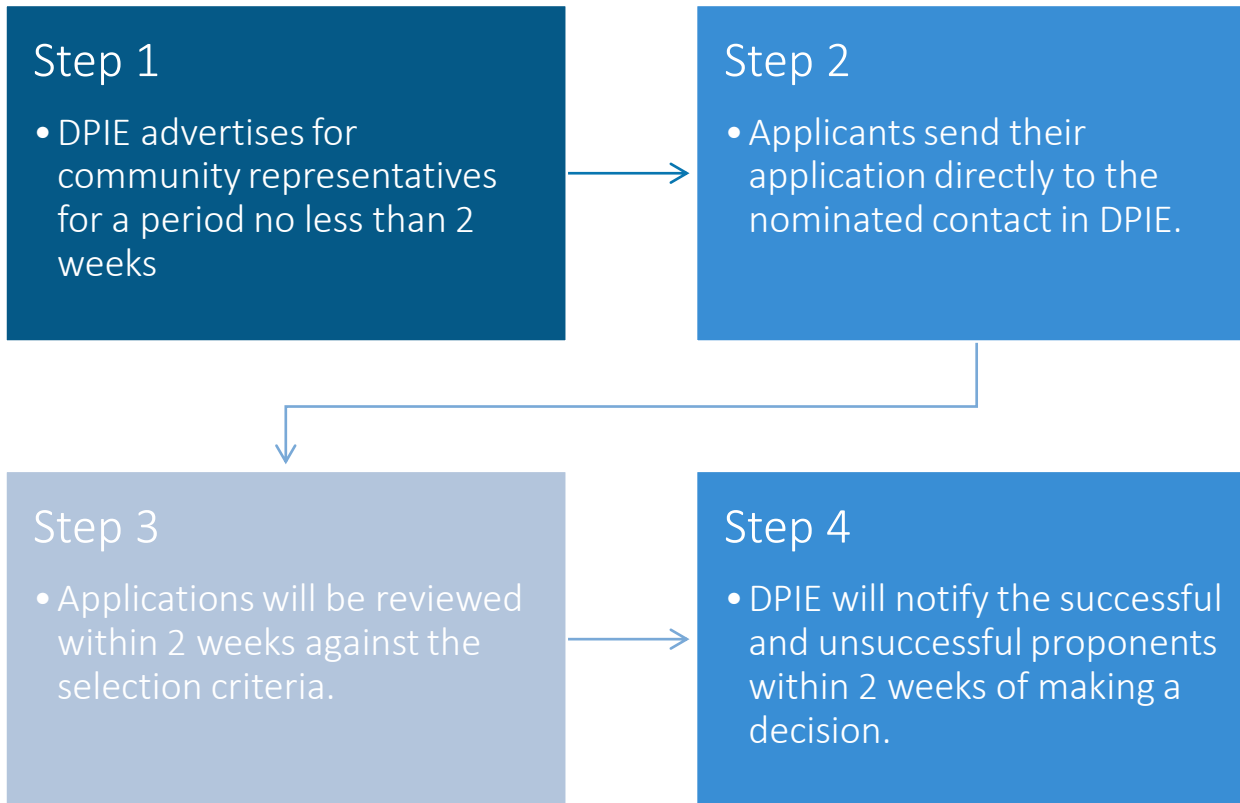 Step 1
• DPIE advertises for
community representatives
for a period no less than 2
weeks
Step 2
• Applicants send their
application directly to the
nominated contact in DPIE.
Step 3
• Applications will be reviewed
within 2 weeks against the
selection criteria.
Step 4
• DPIE will notify the successful
and unsuccessful proponents
within 2 weeks of making a
decision.